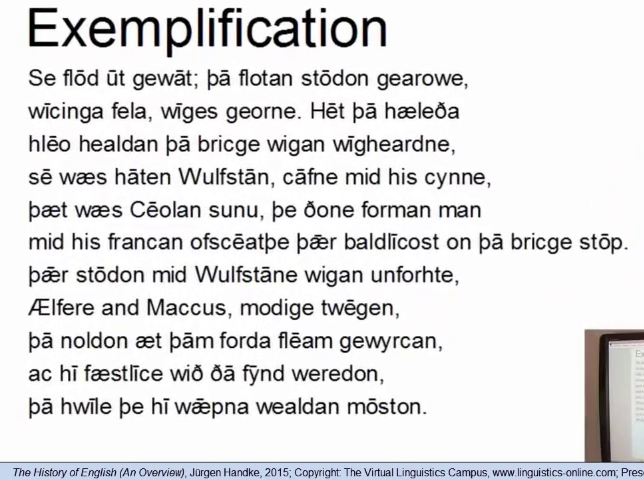 Exemplification
Se flōd ūt gewāt; þā flotan stōdon gearowe,
wīcinga fela, wīges georne. Hēt þā hæleða
hlēo healdan þā bricge wigan wīgheardne,
sē wæs hāten Wulfstān, cāfne mid his cynne,
þæt wæs Cēolan sunu, þe ðone forman man
mid his francan ofscēatþe þǣr baldlīcost on þā bricge stōp.
þǣr stōdon mid Wulfstāne wigan unforhte,
Ælfere and Maccus, modige twēgen,
þā noldon æt þām forda flēam gewyrcan,
ac hī fæstlīce wið ðā fȳnd weredon,
þā hwīle þe hī wǣpna wealdan mōston.
The History of English (An Overview), Jürgen Handke, 2015; Copyright: The Virtual Linguistics Campus, www.linguistics-online.com; Pres